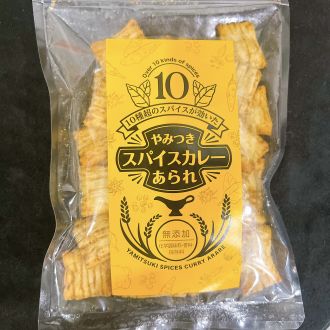 Over 10 kinds of spices
10
10種超のスパイスが効いた
やみつき
スパイスカレー
あられ
無添加
YAMITSUKI SPICES CURRY ARARE